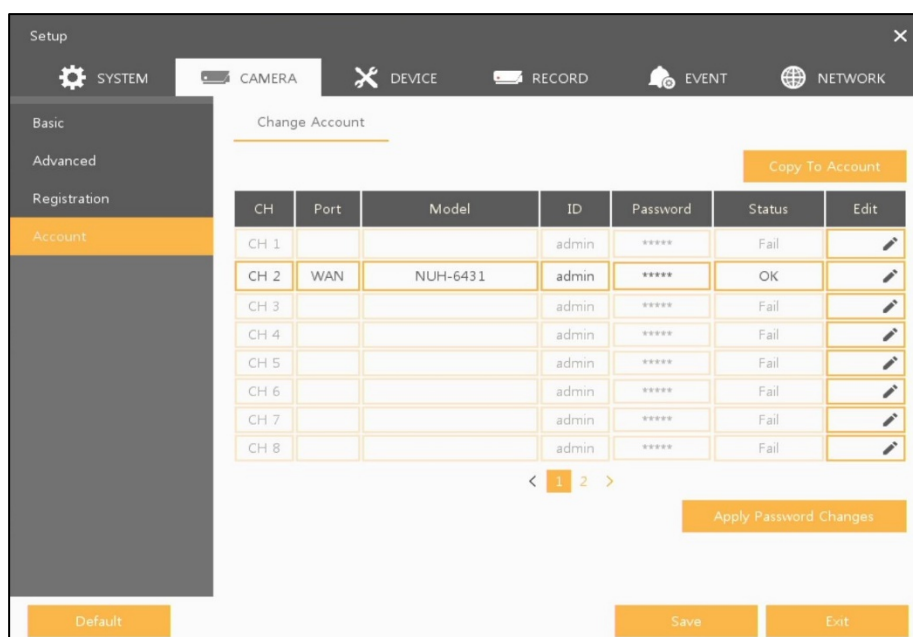 Setup
SYSTEM CAMERA DEVICE RECORD EVENT NETWORK
Basic
Advanced
Registration
Account
Change Account
Copy To Account
CH Port Model ID Password Status Edit
CH 1 admin ***** Fail
CH 2 WAN NUH-6431 admin ***** OK
CH 3 admin ***** Fail
CH 4 admin ***** Fail
CH 5 admin ***** Fail
CH 6 admin ***** Fail
CH 7 admin ***** Fail
CH 8 admin ***** Fail
< 1 2 >
Apply Password Changes
Default Save Exit